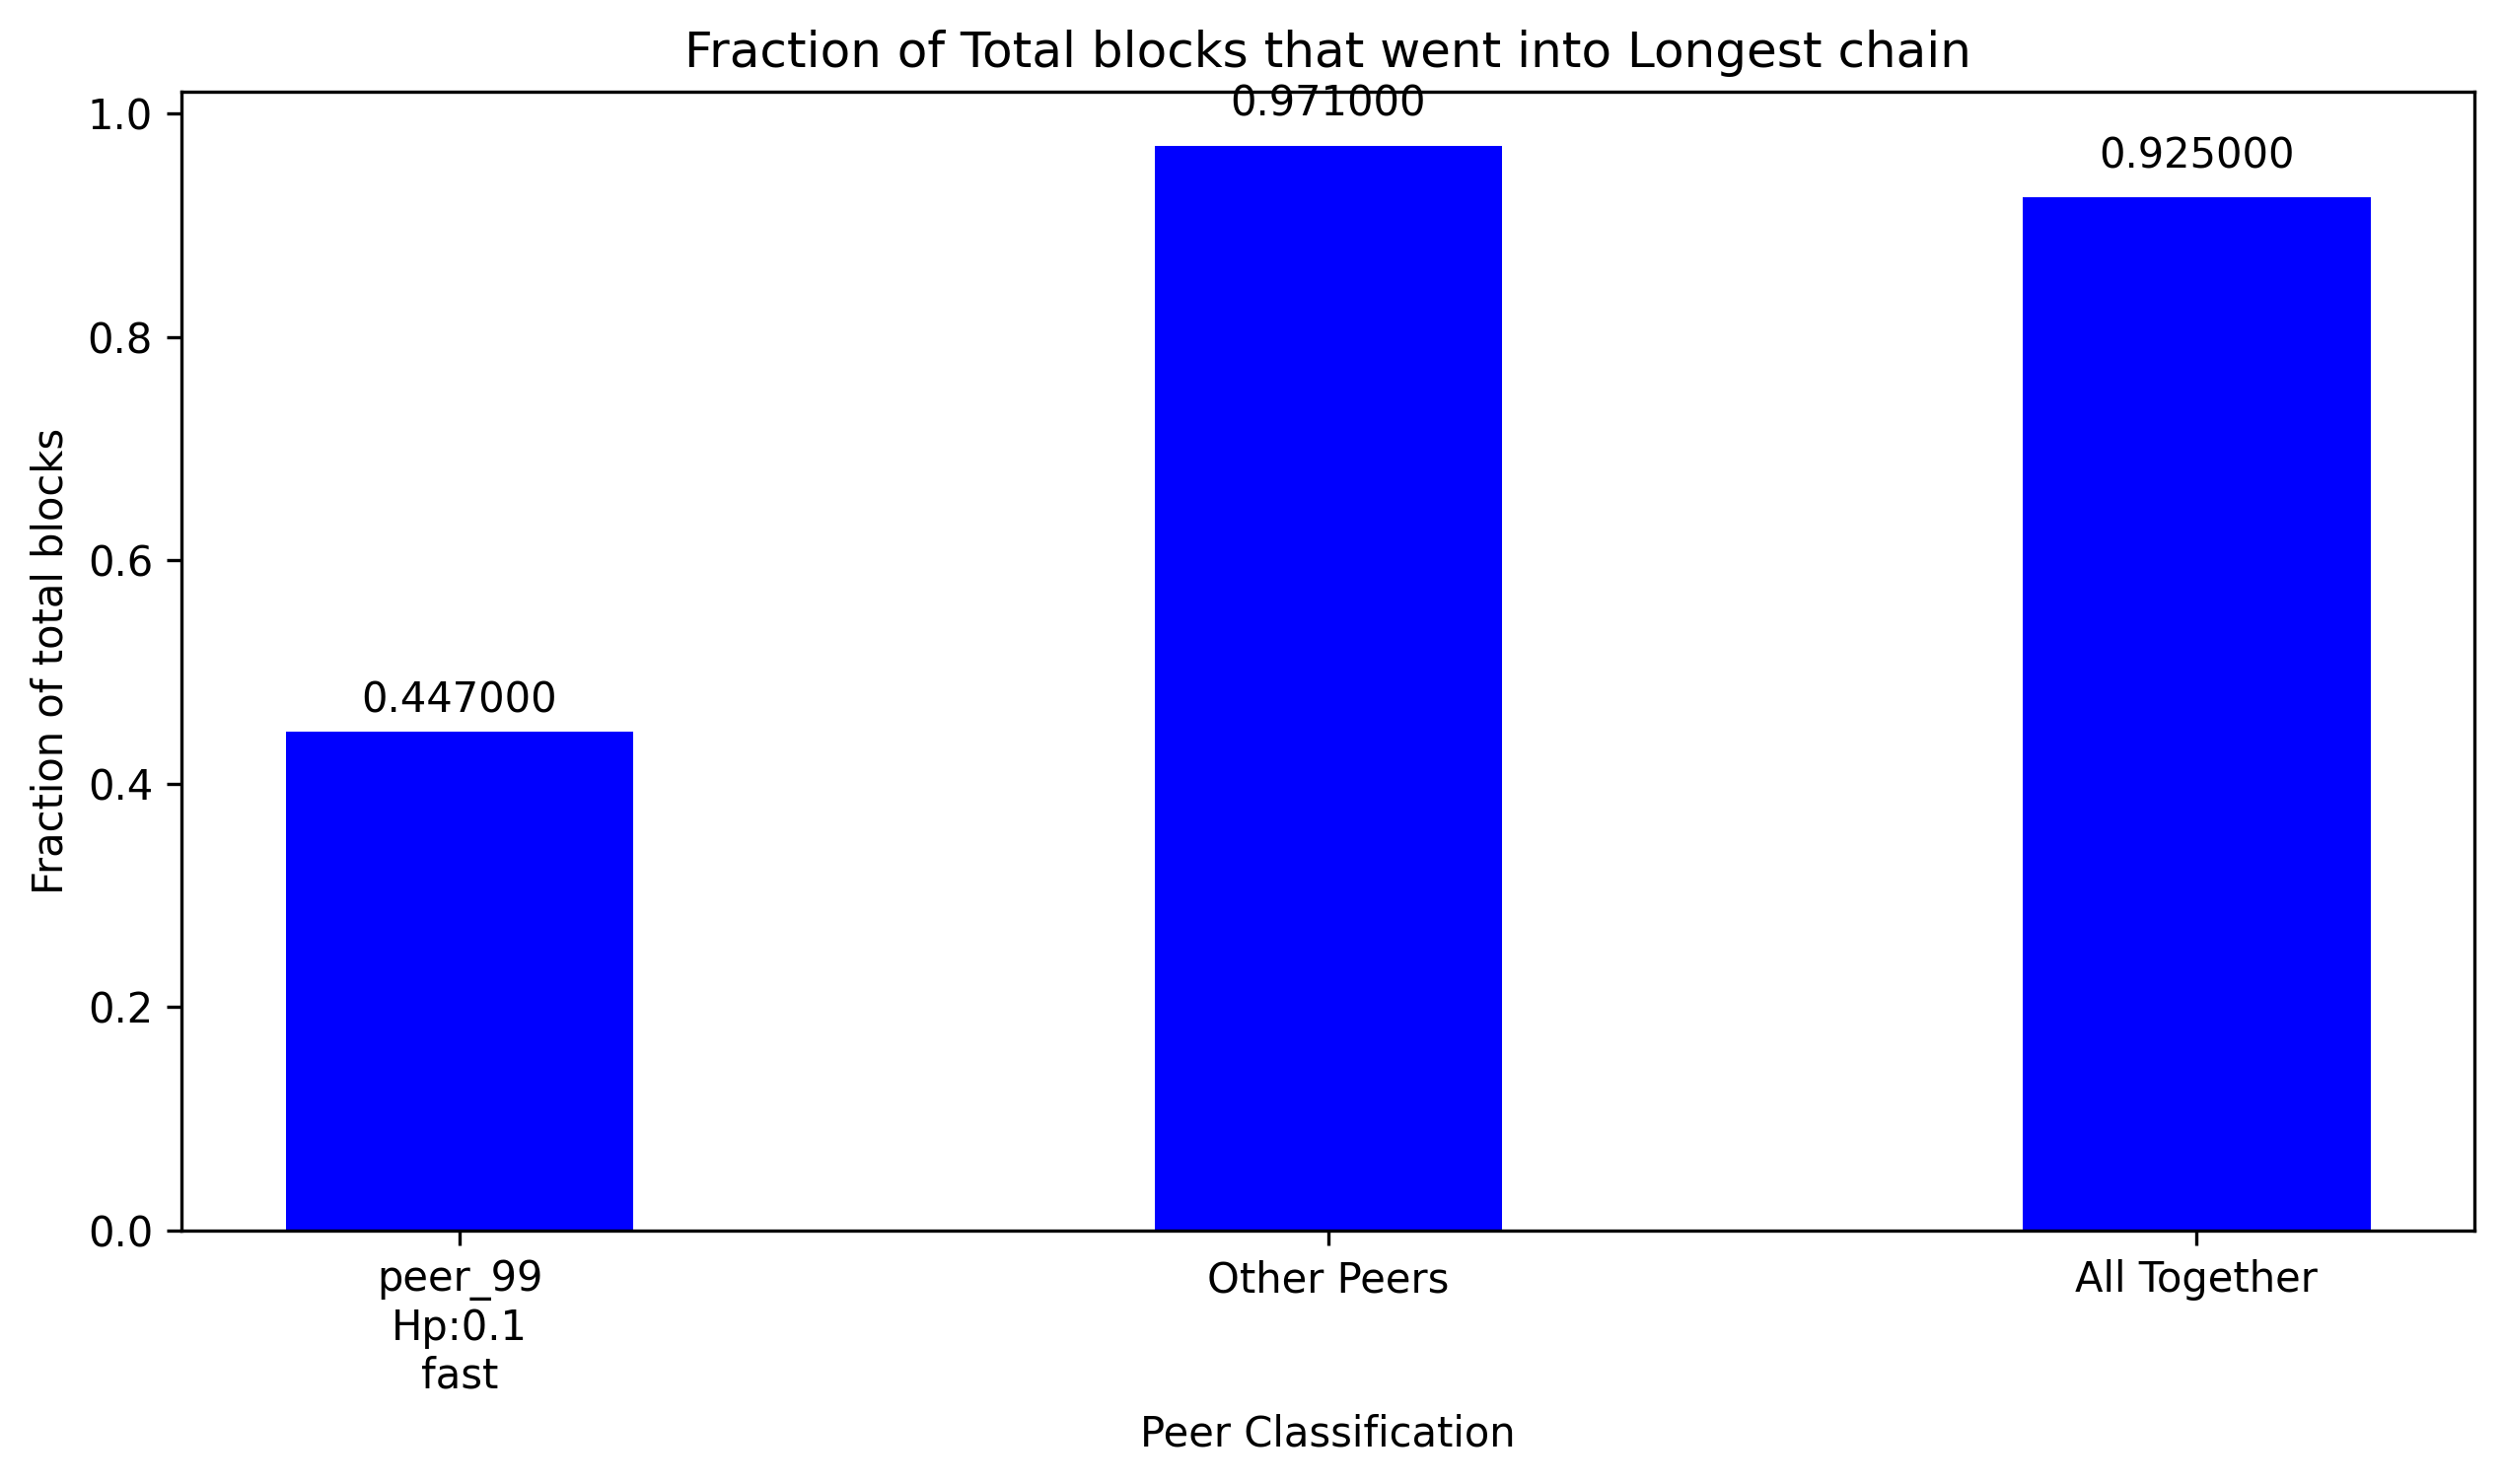 Fraction of Total blocks that went into Longest chain
0.971000
0.925000
0.447000
1.0
0.8
0.6
0.4
0.2
0.0
Fraction of total blocks
peer_99
Hp:0.1
fast
Other Peers
All Together
Peer Classification